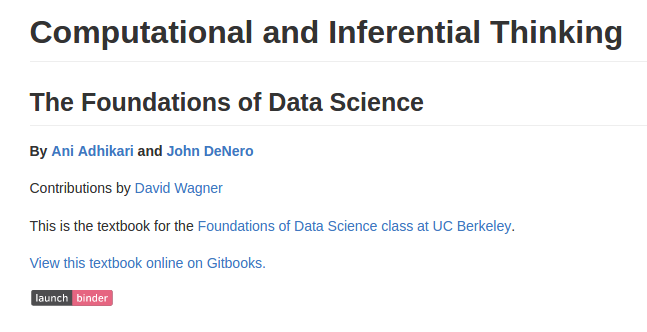 Computational and Inferential Thinking
The Foundations of Data Science
By Ani Adhikari and John DeNero
Contributions by David Wagner
This is the textbook for the Foundations of Data Science class at UC Berkeley.
View this textbook online on Gitbooks.
launch binder